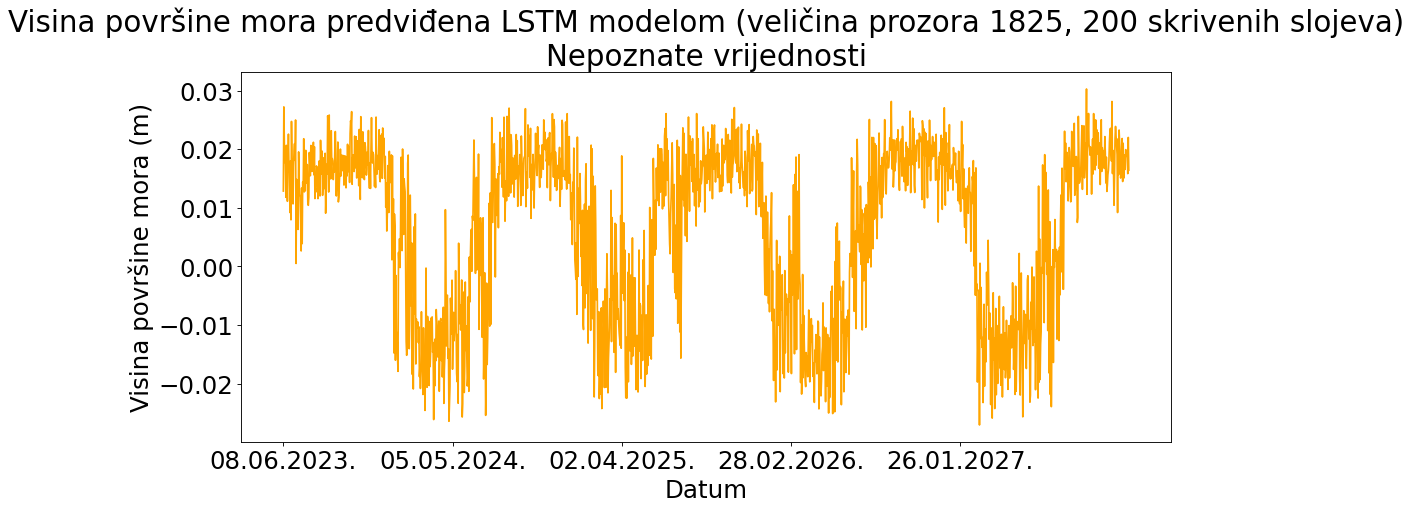 Visina površine mora predviđena LSTM modelom (veličina prozora 1825, 200 skrivenih slojeva)
Nepoznate vrijednosti
Visina površine mora (m)
0.03
0.02
0.01
0.00
−0.01
−0.02
08.06.2023. 05.05.2024. 02.04.2025. 28.02.2026. 26.01.2027.
Datum